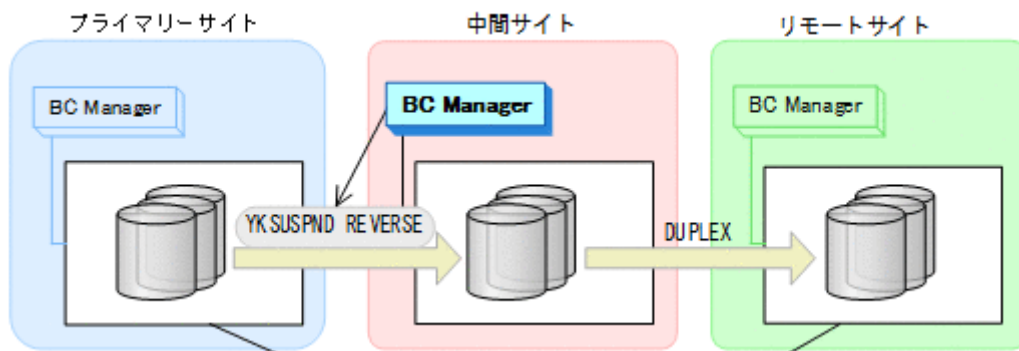 プライマリーサイト
中間サイト
リモートサイト
BC Manager
BC Manager
BC Manager
YKSUSPND REVERSE
DUPLEX